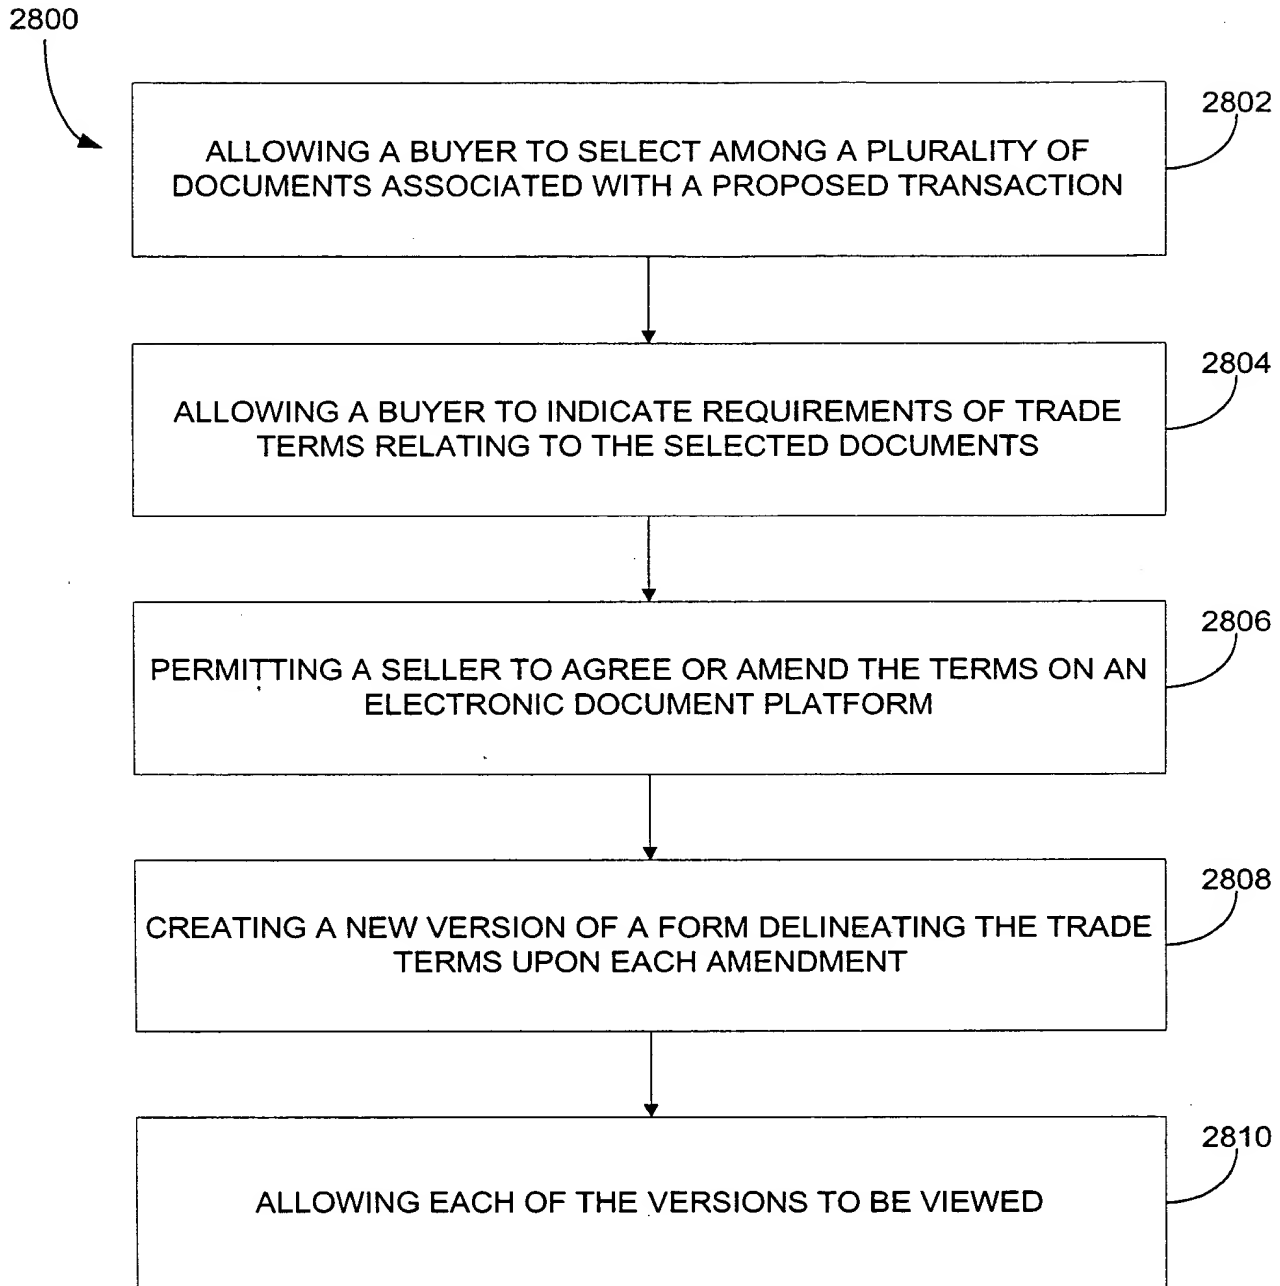 2800
2802
ALLOWING A BUYER TO SELECT AMONG A PLURALITY OF
DOCUMENTS ASSOCIATED WITH A PROPOSED TRANSACTION
2804
ALLOWING A BUYER TO INDICATE REQUIREMENTS OF TRADE
TERMS RELATING TO THE SELECTED DOCUMENTS
2806
PERMITTING A SELLER TO AGREE OR AMEND THE TERMS ON AN
ELECTRONIC DOCUMENT PLATFORM
2808
CREATING A NEW VERSION OF A FORM DELINEATING THE TRADE
TERMS UPON EACH AMENDMENT
2810
ALLOWING EACH OF THE VERSIONS TO BE VIEWED